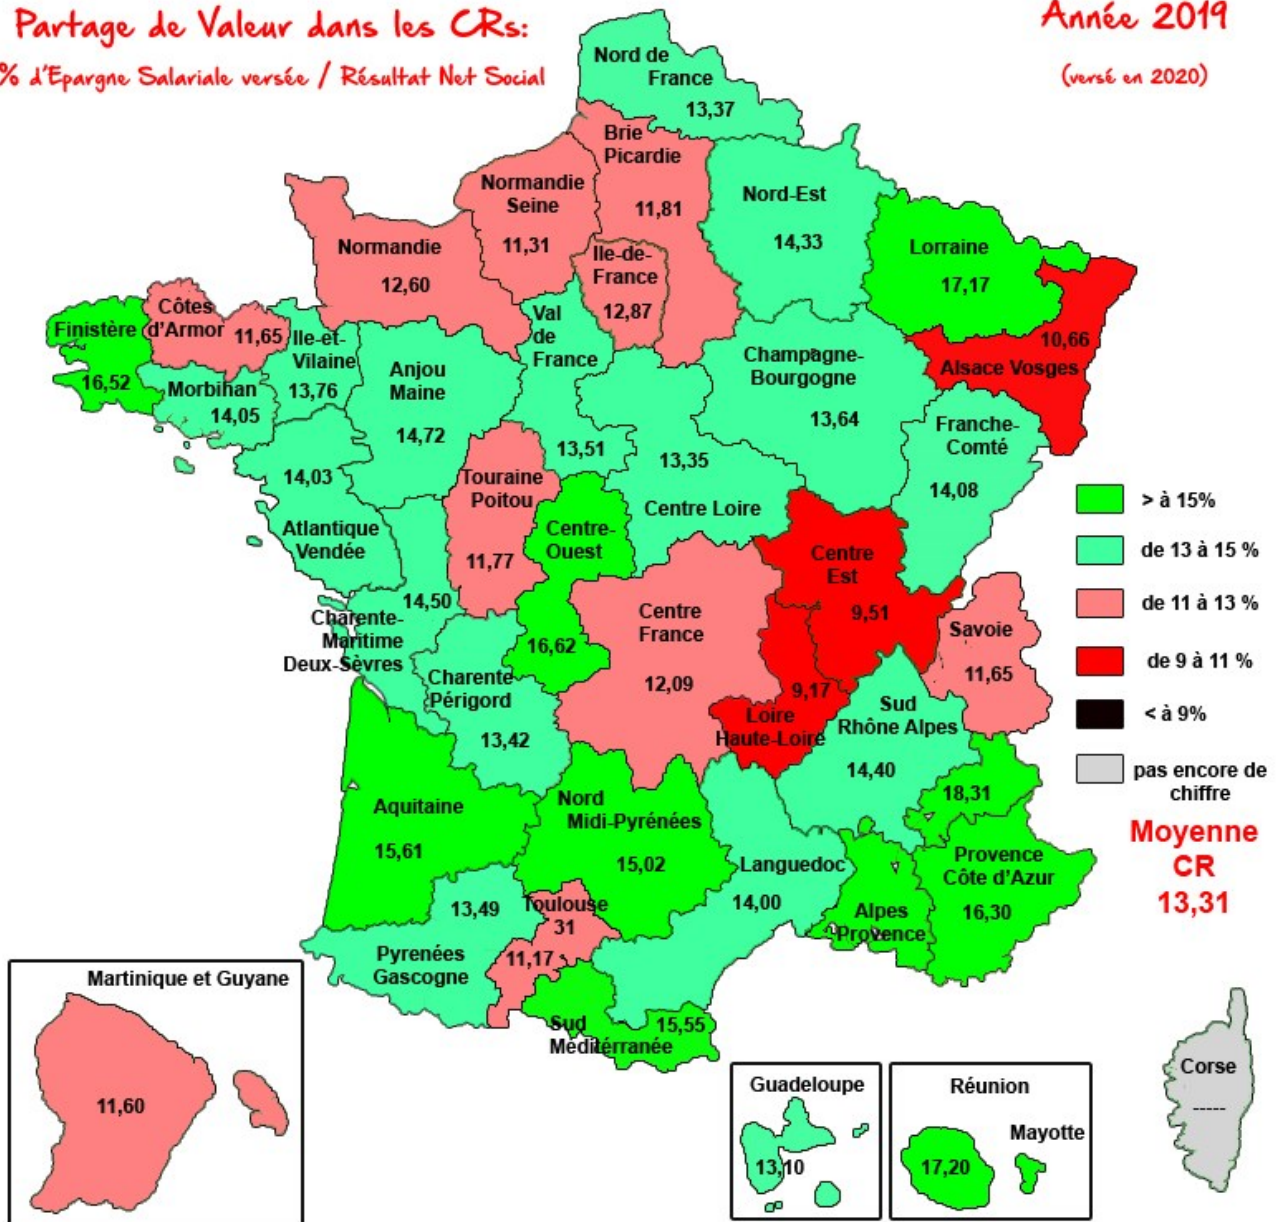 Partage de Valeur dans les CRs:
% d'Epargne Salariale versée / Résultat Net Social
Année 2019
(versé en 2020)
Nord de
France
13,37
Brie
Picardie
11,81
Normandie
Seine
11,31
Nord-Est
14,33
Normandie
12,60
Ile-de-
France
12,87
Lorraine
17,17
Côtes
d'Armor
11,65
Finistère
16,52
Ile-et-
Vilaine
13,76
Val
de
France
13,51
Morbihan
14,05
Anjou
Maine
14,72
Champagne-
Bourgogne
13,64
10,66
Alsace Vosges
Franche-
Comté
14,08
14,03
Atlantique
Vendée
Touraine
Poitou
11,77
13,35
Centre Loire
Centre-
Ouest
16,62
Centre
Est
9,51
14,50
Charente-
Maritime
Deux-Sèvres
Centre
France
12,09
Savoie
11,65
Charente
Périgord
13,42
9,17
Loire
Haute-Loire
Sud
Rhône Alpes
14,40
> à 15%
de 13 à 15 %
de 11 à 13 %
de 9 à 11 %
< à 9%
pas encore de
chiffre
Moyenne
CR
13,31
Aquitaine
15,61
Nord
Midi-Pyrénées
15,02
18,31
Languedoc
14,00
Provence
Côte d'Azur
16,30
Alpes
Provence
13,49
Pyrenées
Gascogne
Toulouse
31
11,17
Sud
Meditérranée
15,55
Martinique et Guyane
11,60
Guadeloupe
13,10
Réunion
Mayotte
17,20
Corse
-----